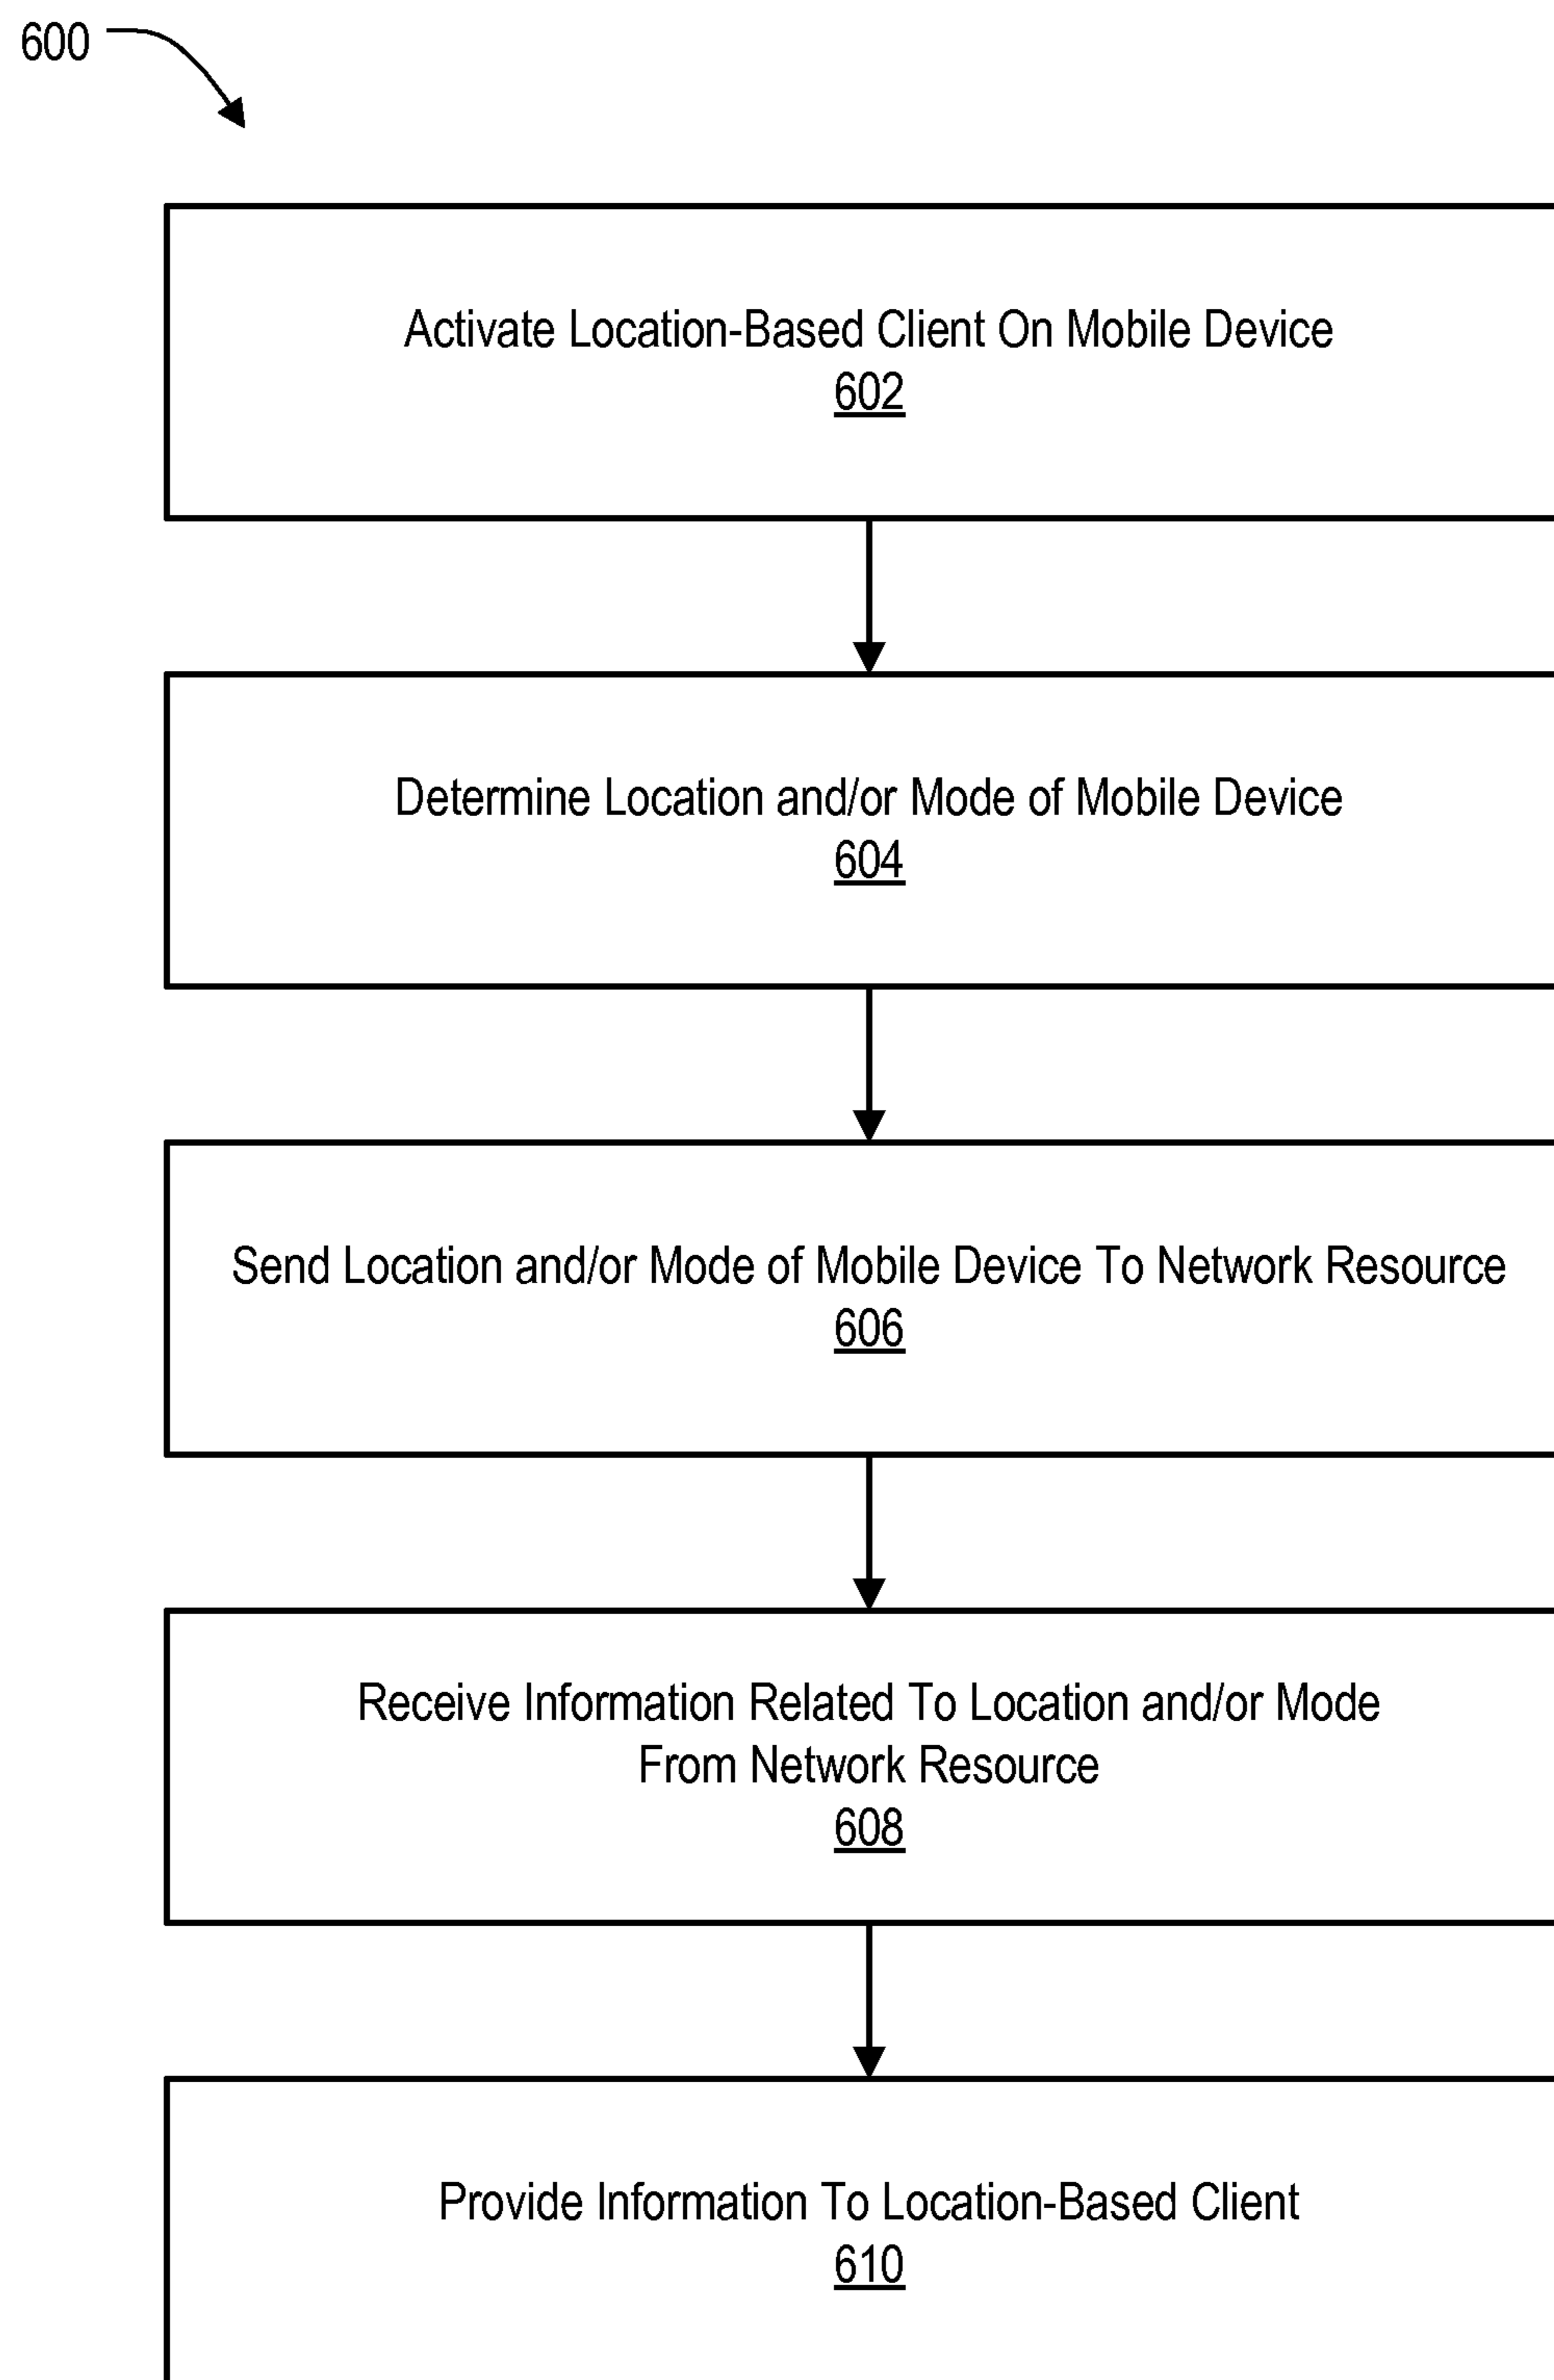 600
Activate Location-Based Client On Mobile Device
602
Determine Location and/or Mode of Mobile Device
604
Send Location and/or Mode of Mobile Device To Network Resource
606
Receive Information Related To Location and/or Mode
From Network Resource
608
Provide Information To Location-Based Client
610